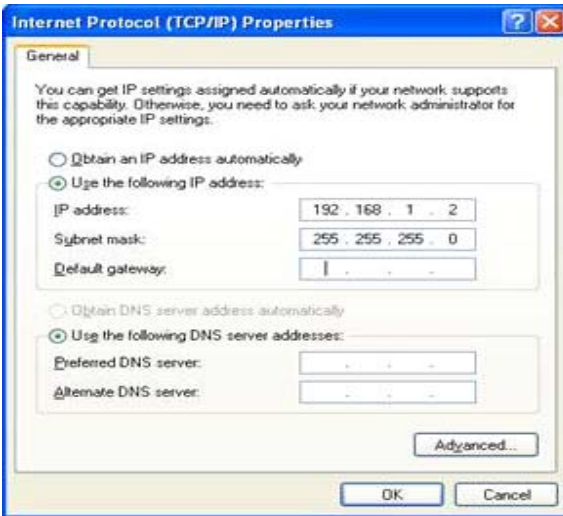 Internet Protocol (TCP/IP) Properties
General
You can get IP settings assigned automatically if your network supports
this capability. Otherwise, you need to ask your network administrator for
the appropriate IP settings.
Obtain an IP address automatically
Use the following IP address:
IP address: 192 . 168 . 1 . 2
Subnet mask: 255 . 255 . 255 . 0
Default gateway: . . .
Obtain DNS server address automatically
Use the following DNS server addresses:
Preferred DNS server: . . .
Alternate DNS server: . . .
Advanced...
OK Cancel